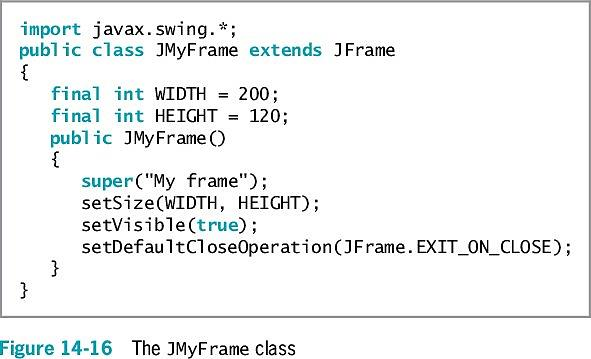 import javax.swing.*;
public class JMyFrame extends JFrame
{
   final int WIDTH = 200;
   final int HEIGHT = 120;
   public JMyFrame()
   {
      super("My frame");
      setSize(WIDTH, HEIGHT);
      setVisible(true);
      setDefaultCloseOperation(JFrame.EXIT_ON_CLOSE);
   }
}
Figure 14-16 The JMyFrame class